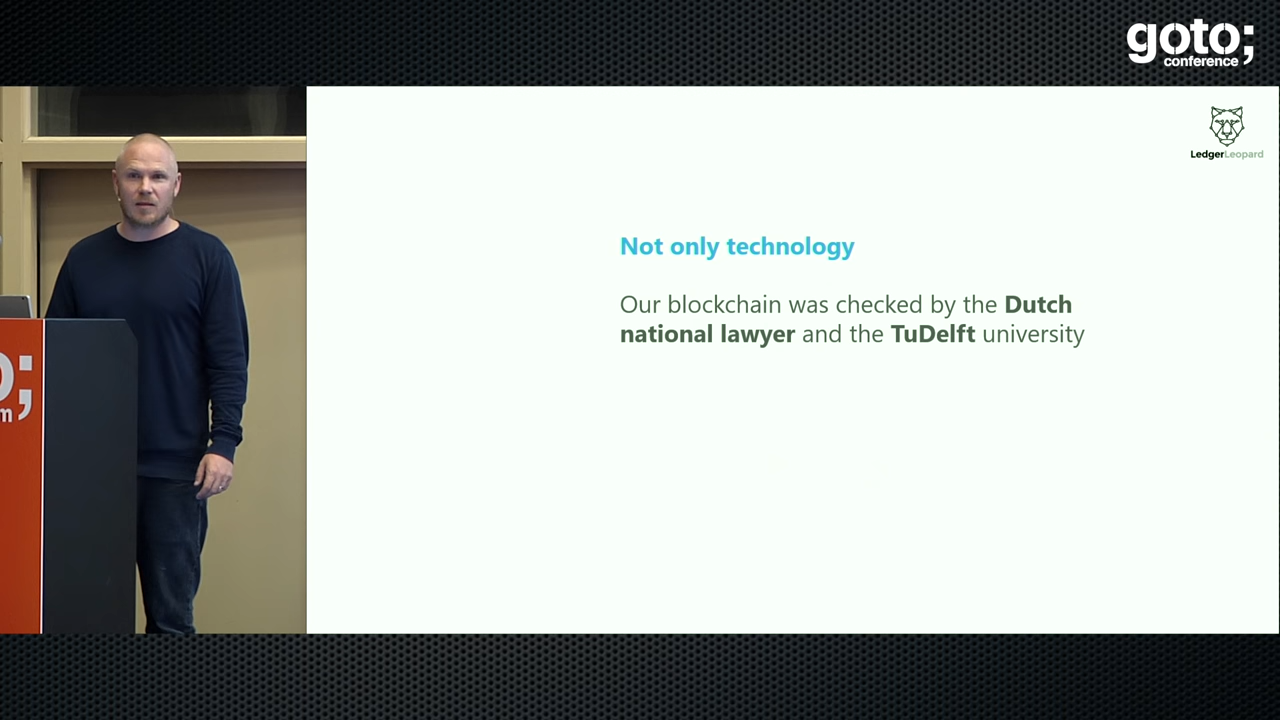 goto;
conference
LedgerLeopard
Not only technology
Our blockchain was checked by the Dutch
national lawyer and the TuDelft university
o;
m